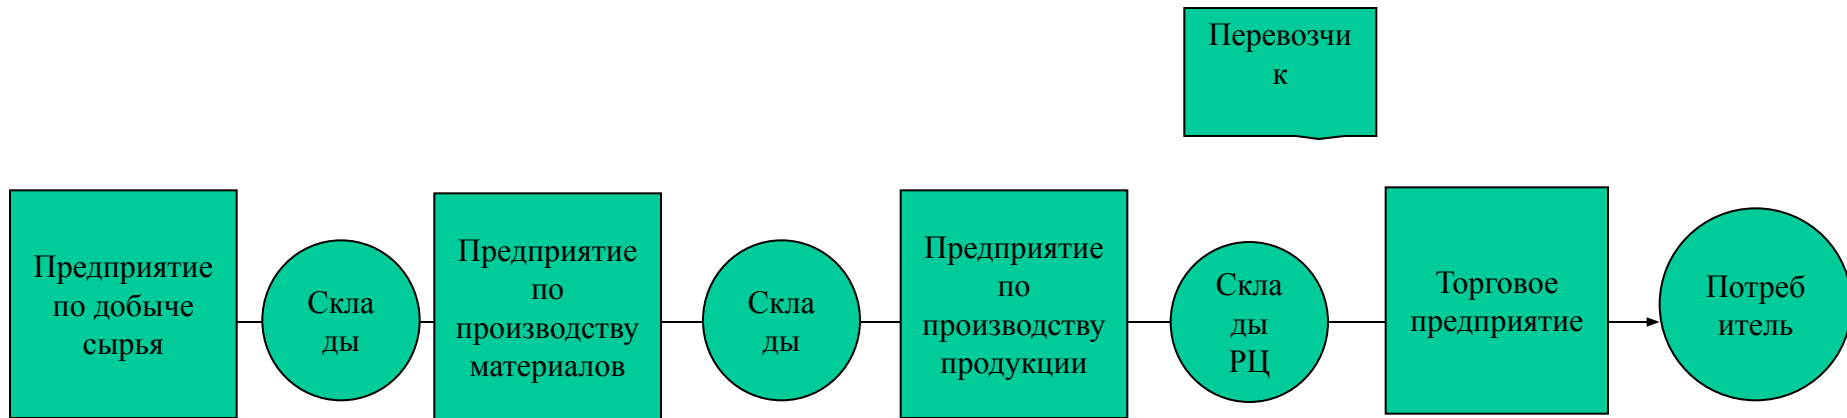 Перевозчи
к
Предприятие
по добыче
сырья
Скла
ды
Предприятие
по
производству
материалов
Скла
ды
Предприятие
по
производству
продукции
Скла
ды
РЦ
Торговое
предприятие
Потреб
итель